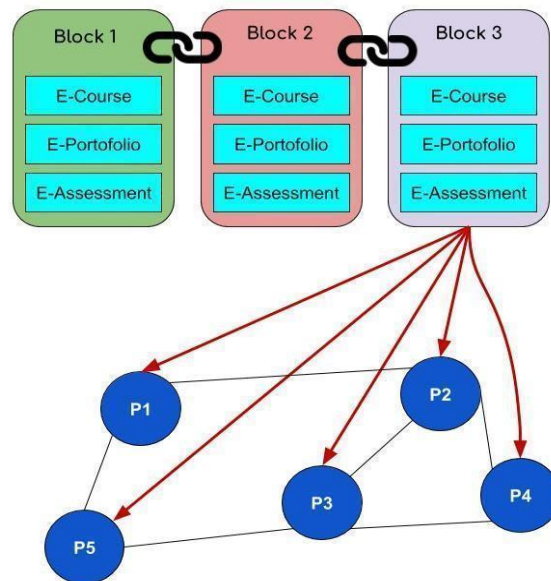 Block 1
Block 2
Block 3
E-Course
E-Course
E-Course
E-Portofolio
E-Portofolio
E-Portofolio
E-Assessment
E-Assessment
E-Assessment
P1
P2
P3
P4
P5